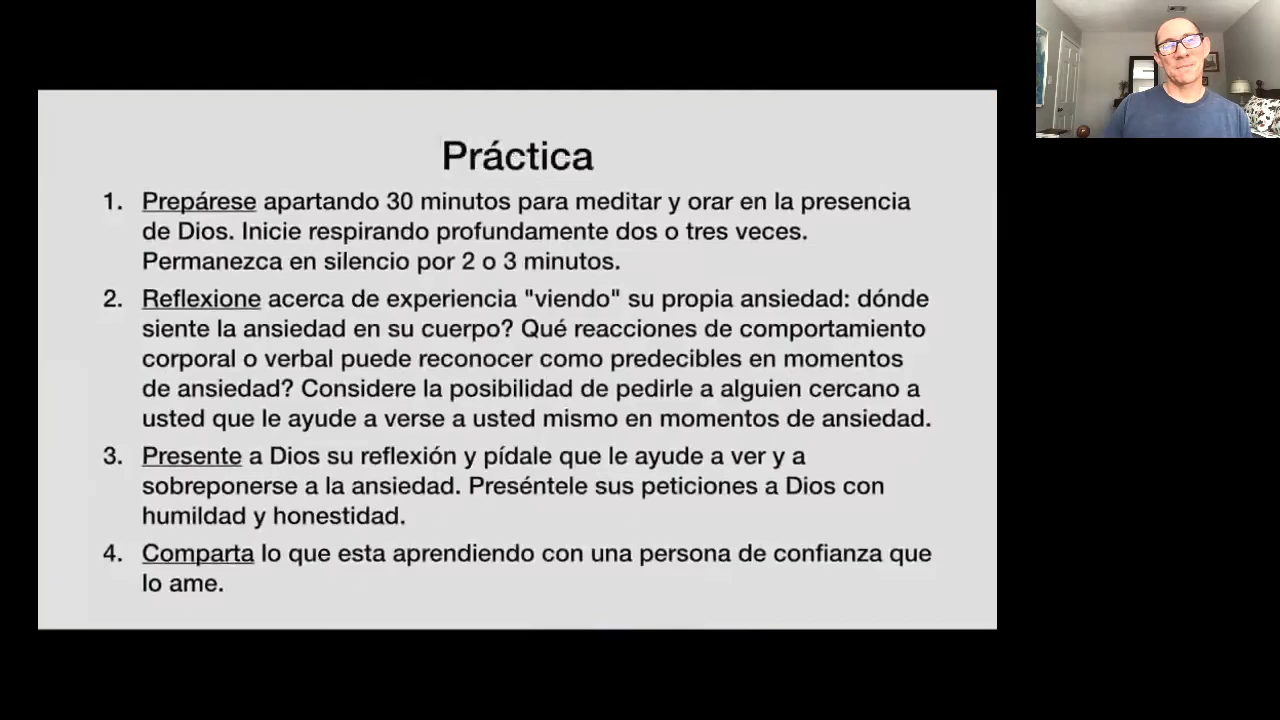 Práctica
1. Prepárese apartando 30 minutos para meditar y orar en la presencia
de Dios. Inicie respirando profundamente dos o tres veces.
Permanezca en silencio por 2 o 3 minutos.
2. Reflexione acerca de experiencia "viendo" su propia ansiedad: dónde
siente la ansiedad en su cuerpo? Qué reacciones de comportamiento
corporal o verbal puede reconocer como predecibles en momentos
de ansiedad? Considere la posibilidad de pedirle a alguien cercano a
usted que le ayude a verse a usted mismo en momentos de ansiedad.
3. Presente a Dios su reflexión y pídale que le ayude a ver y a
sobreponerse a la ansiedad. Preséntele sus peticiones a Dios con
humildad y honestidad.
4. Comparta lo que esta aprendiendo con una persona de confianza que
lo ame.